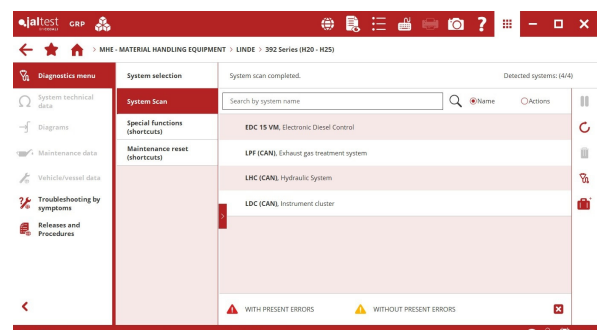 jaltest GRP
MHE - MATERIAL HANDLING EQUIPMENT > LINDE > 392 Series (H20 - H25)
Diagnostics menu
System technical data
Diagrams
Maintenance data
Vehicle/vessel data
Troubleshooting by symptoms
Releases and Procedures
System selection
System Scan
Special functions (shortcuts)
Maintenance reset (shortcuts)
System scan completed. Detected systems: (4/4)
Search by system name Name Actions
EDC 15 VM, Electronic Diesel Control
LPF (CAN), Exhaust gas treatment system
LHC (CAN), Hydraulic System
LDC (CAN), Instrument cluster
WITH PRESENT ERRORS WITHOUT PRESENT ERRORS